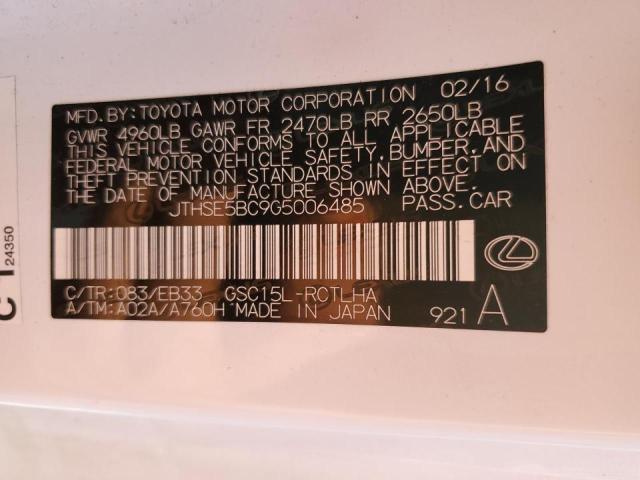 MFD.BY:TOYOTA MOTOR CORPORATION 02/16
GVWR 4960LB GAWR FR 2470LB RR 2650LB
THIS VEHICLE CONFORMS TO ALL APPLICABLE
FEDERAL MOTOR VEHICLE SAFETY,BUMPER,AND
THEFT PREVENTION STANDARDS IN EFFECT ON
THE DATE OF MANUFACTURE SHOWN ABOVE.
JTHSE5BC9G5006485 PASS.CAR
C/TR:083/EB33 GSC15L-RCTLHA
A/TM:A02A/A760H MADE IN JAPAN 921 A
24350